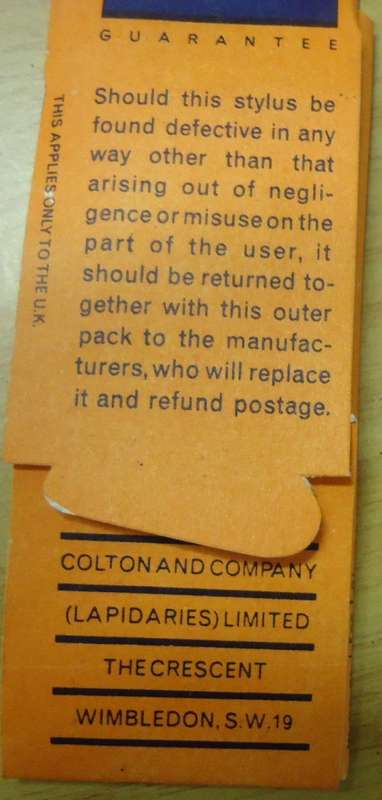 GUARANTEE
Should this stylus be
found defective in any
way other than that
arising out of negli-
gence or misuse on the
part of the user, it
should be returned to-
gether with this outer
pack to the manufac-
turers, who will replace
it and refund postage.
THIS APPLIES ONLY TO THE U.K.
COLTON AND COMPANY
(LAPIDARIES) LIMITED
THE CRESCENT
WIMBLEDON, S.W.19